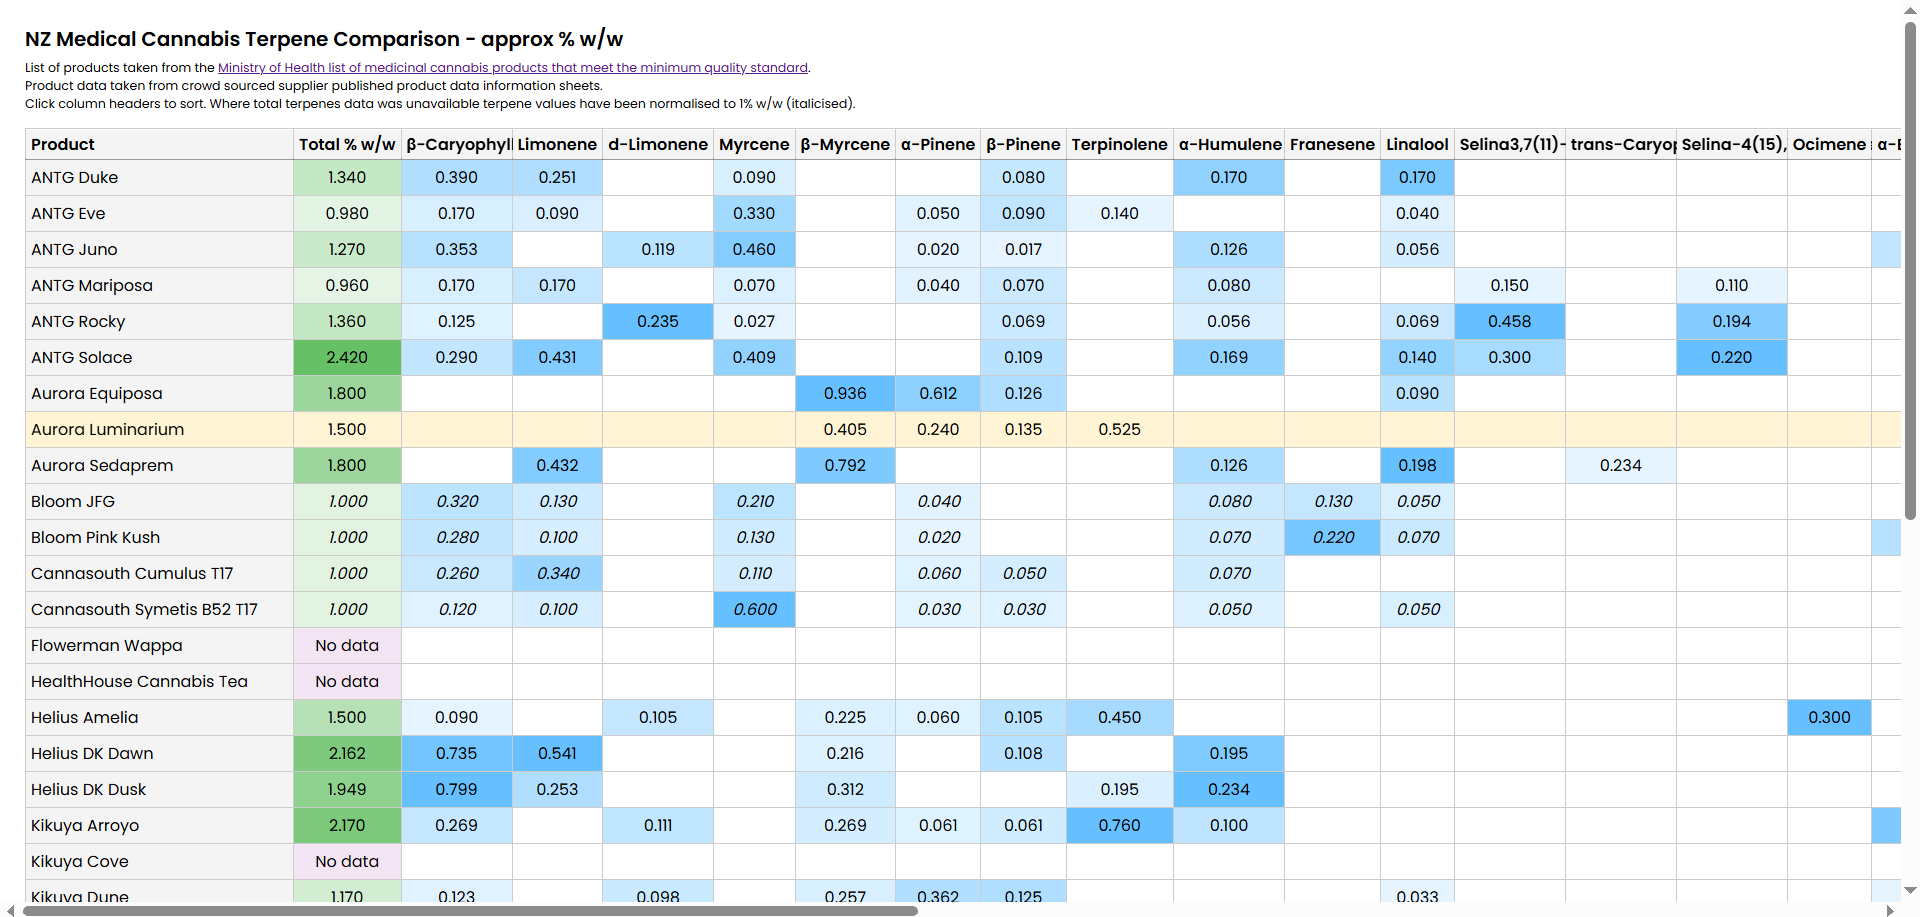 NZ Medical Cannabis Terpene Comparison - approx % w/w
List of products taken from the Ministry of Health list of medicinal cannabis products that meet the minimum quality standard.
Product data taken from crowd sourced supplier published product data information sheets.
Click column headers to sort. Where total terpenes data was unavailable terpene values have been normalised to 1% w/w (italicised).
Product Total % w/w β-Caryophyll Limonene d-Limonene Myrcene β-Myrcene α-Pinene β-Pinene Terpinolene α-Humulene Franesene Linalool Selina3,7(11)- trans-Caryop Selina-4(15), Ocimene α-
ANTG Duke 1.340 0.390 0.251 0.090 0.080 0.170 0.170
ANTG Eve 0.980 0.170 0.090 0.330 0.050 0.090 0.140 0.040
ANTG Juno 1.270 0.353 0.119 0.460 0.020 0.017 0.126 0.056
ANTG Mariposa 0.960 0.170 0.170 0.070 0.040 0.070 0.080 0.150 0.110
ANTG Rocky 1.360 0.125 0.235 0.027 0.069 0.056 0.069 0.458 0.194
ANTG Solace 2.420 0.290 0.431 0.409 0.109 0.169 0.140 0.300 0.220
Aurora Equiposa 1.800 0.936 0.612 0.126 0.090
Aurora Luminarium 1.500 0.405 0.240 0.135 0.525
Aurora Sedaprem 1.800 0.432 0.792 0.126 0.198 0.234
Bloom JFG 1.000 0.320 0.130 0.210 0.040 0.080 0.130 0.050
Bloom Pink Kush 1.000 0.280 0.100 0.130 0.020 0.070 0.220 0.070
Cannasouth Cumulus T17 1.000 0.260 0.340 0.110 0.060 0.050 0.070
Cannasouth Symetis B52 T17 1.000 0.120 0.100 0.600 0.030 0.030 0.050 0.050
Flowerman Wappa No data
HealthHouse Cannabis Tea No data
Helius Amelia 1.500 0.090 0.105 0.225 0.060 0.105 0.450 0.300
Helius DK Dawn 2.162 0.735 0.541 0.216 0.108 0.195
Helius DK Dusk 1.949 0.799 0.253 0.312 0.195 0.234
Kikuya Arroyo 2.170 0.269 0.111 0.269 0.061 0.061 0.760 0.100
Kikuya Cove No data
Kikuya Dune 1.170 0.123 0.098 0.257 0.362 0.125 0.033